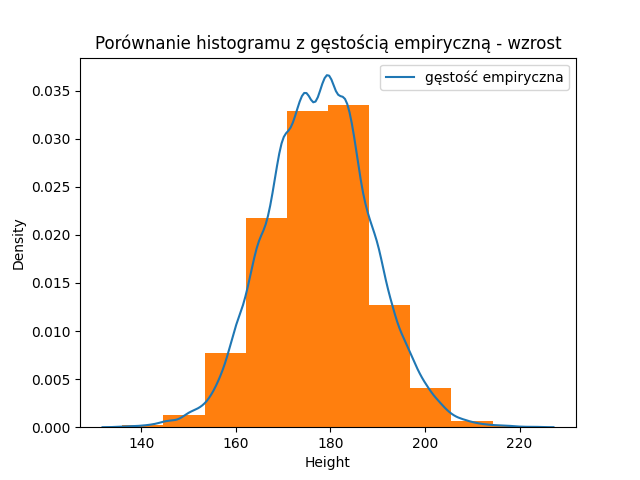 Porównanie histogramu z gęstością empiryczną - wzrost
gęstość empiryczna
0.035
0.030
0.025
0.020
0.015
0.010
0.005
0.000
Density
140 160 180 200 220
Height